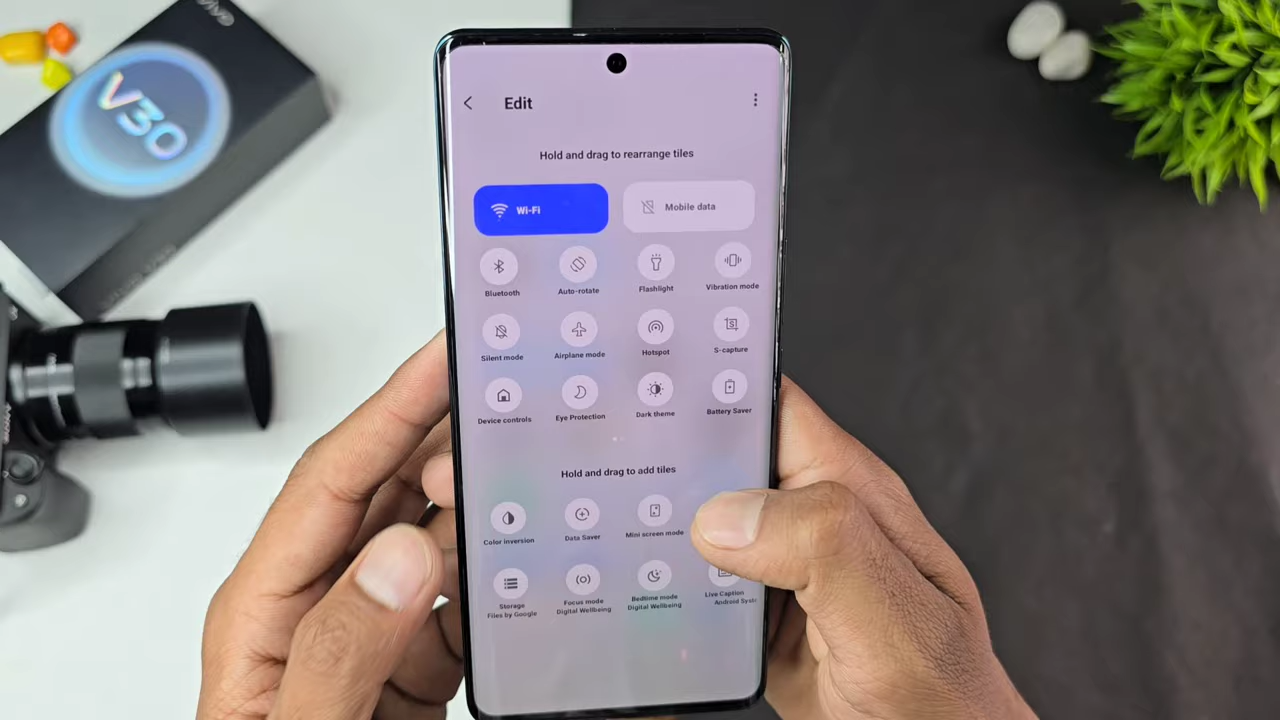 vivo
V30
Edit
Hold and drag to rearrange tiles
Wi-Fi
Mobile data
Bluetooth
Auto-rotate
Flashlight
Vibration mode
Silent mode
Airplane mode
Hotspot
S-capture
Device controls
Eye Protection
Dark theme
Battery Saver
Hold and drag to add tiles
Color inversion
Data Saver
Mini screen mode
Storage
Files by Google
Focus mode
Digital Wellbeing
Bedtime mode
Digital Wellbeing
Live Caption
Android Syst